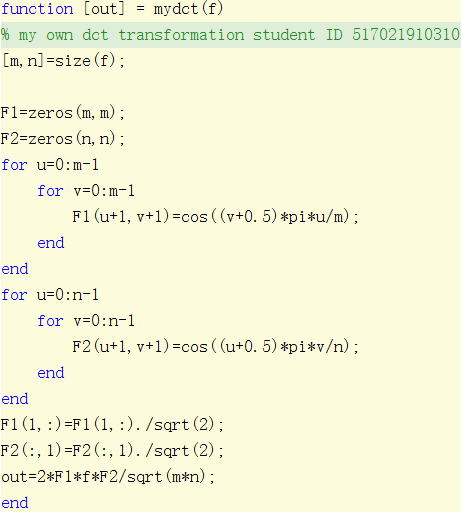 function [out] = mydct(f)
% my own dct transformation student ID 517021910310
[m,n]=size(f);
F1=zeros(m,m);
F2=zeros(n,n);
for u=0:m-1
for v=0:m-1
F1(u+1,v+1)=cos((v+0.5)*pi*u/m);
end
end
for u=0:n-1
for v=0:n-1
F2(u+1,v+1)=cos((u+0.5)*pi*v/n);
end
end
F1(1,:)=F1(1,:)./sqrt(2);
F2(:,1)=F2(:,1)./sqrt(2);
out=2*F1*f*F2/sqrt(m*n);
end